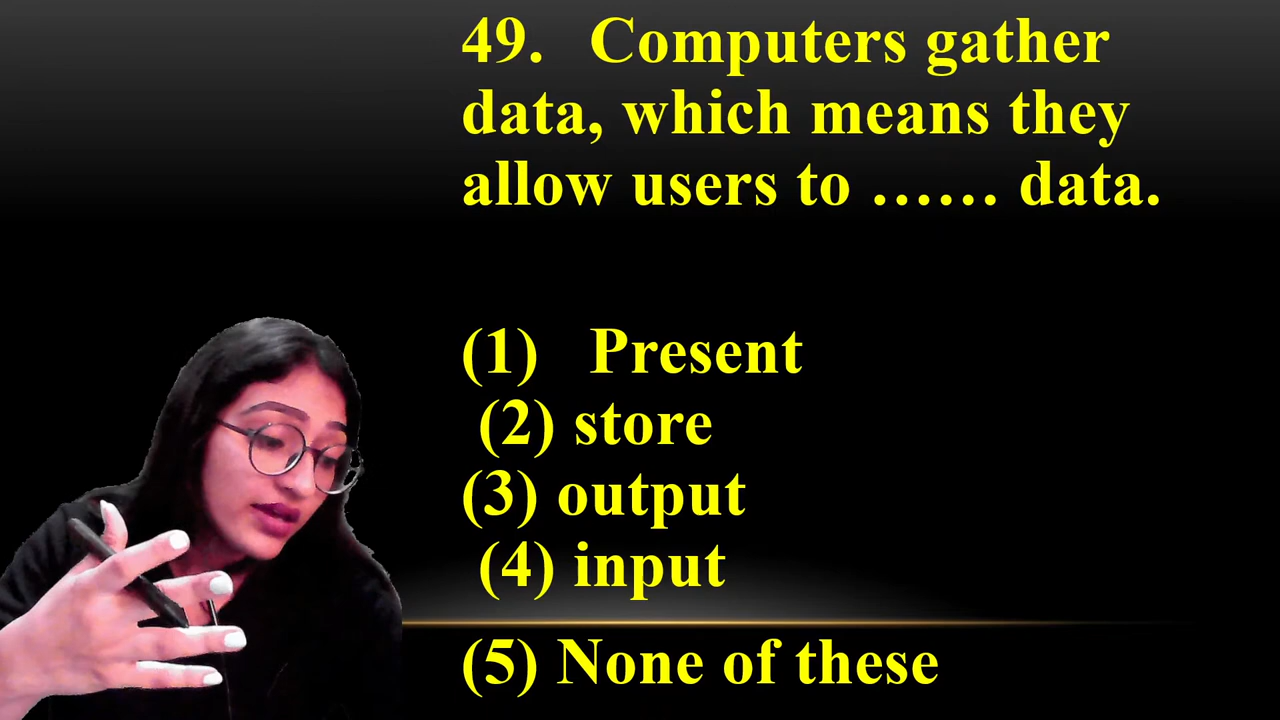 49. Computers gather
data, which means they
allow users to …… data.
(1) Present
(2) store
(3) output
(4) input
(5) None of these